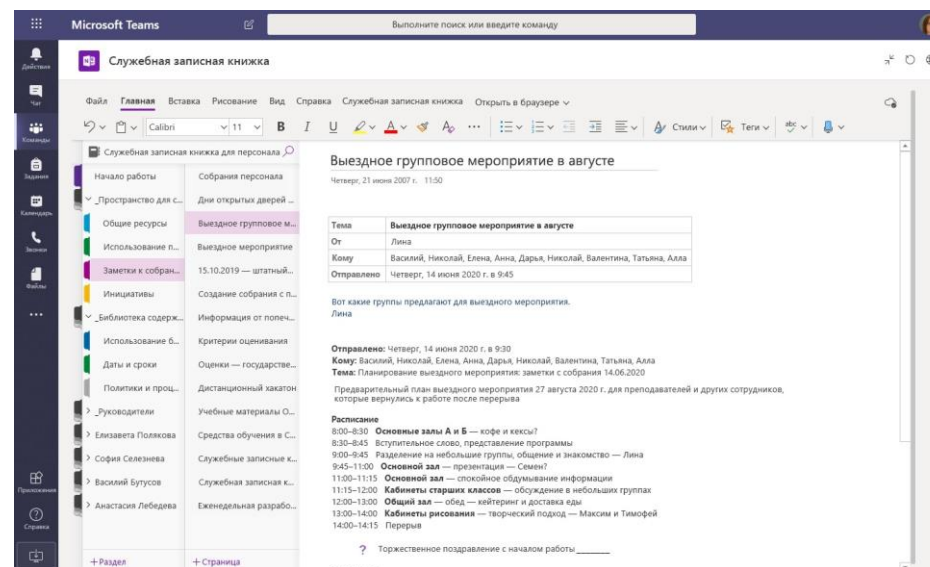 Microsoft Teams
Выполните поиск или введите команду
Действия
Чат
Команды
Задания
Календарь
Звонки
Файлы
Приложения
Справка
Служебная записная книжка
Файл Главная Вставка Рисование Вид Справка Служебная записная книжка Открыть в браузере
Calibri 11 B I U Стили Теги abc
Служебная записная книжка для персонала
Начало работы
_Пространство для с...
Общие ресурсы
Использование п...
Заметки к собран...
Инициативы
_Библиотека содерж...
Использование б...
Даты и сроки
Политики и проц...
_Руководители
Елизавета Полякова
София Селезнева
Василий Бутусов
Анастасия Лебедева
+Раздел
Собрания персонала
Дни открытых дверей ...
Выездное групповое м...
Выездное мероприятие
15.10.2019 — штатный...
Создание собрания с п...
Информация от попеч...
Критерии оценивания
Оценки — государстве...
Дистанционный хакатон
Учебные материалы О...
Средства обучения в С...
Служебные записные к...
Служебная записная к...
Еженедельная разрабо...
+Страница
Выездное групповое мероприятие в августе
Четверг, 21 июня 2007 г. 11:50
Тема Выездное групповое мероприятие в августе
От Лина
Кому Василий, Николай, Елена, Анна, Дарья, Николай, Валентина, Татьяна, Алла
Отправлено Четверг, 14 июня 2020 г. в 9:45
Вот какие группы предлагают для выездного мероприятия.
Лина
Отправлено: Четверг, 14 июня 2020 г. в 9:30
Кому: Василий, Николай, Елена, Анна, Дарья, Николай, Валентина, Татьяна, Алла
Тема: Планирование выездного мероприятия: заметки с собрания 14.06.2020
Предварительный план выездного мероприятия 27 августа 2020 г. для преподавателей и других сотрудников,
которые вернулись к работе после перерыва
Расписание
8:00–8:30 Основные залы А и Б — кофе и кексы?
8:30–8:45 Вступительное слово, представление программы
9:00–9:45 Разделение на небольшие группы, общение и знакомство — Лина
9:45–11:00 Основной зал — презентация — Семен?
11:00–11:15 Основной зал — спокойное обдумывание информации
11:15–12:00 Кабинеты старших классов — обсуждение в небольших группах
12:00–13:00 Общий зал — обед — кейтеринг и доставка еды
13:00–14:00 Кабинеты рисования — творческий подход — Максим и Тимофей
14:00–14:15 Перерыв
? Торжественное поздравление с началом работы ________